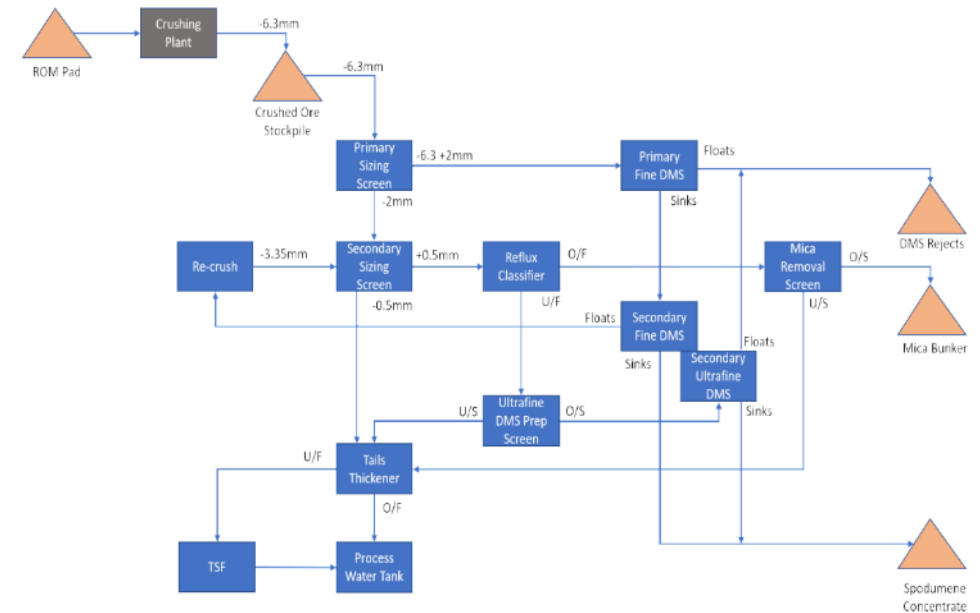 Crushing
Plant
-6.3mm
ROM Pad
-6.3mm
Crushed Ore
Stockpile
Primary
Sizing
Screen
-6.3 +2mm
Primary
Fine DMS
Floats
Sinks
-2mm
DMS Rejects
Re-crush
-3.35mm
Secondary
Sizing
Screen
+0.5mm
Reflux
Classifier
O/F
Mica
Removal
Screen
O/S
U/S
-0.5mm
U/F
Floats
Secondary
Fine DMS
Sinks
Mica Bunker
Floats
Secondary
Ultrafine
DMS
Sinks
U/S
Ultrafine
DMS Prep
Screen
O/S
U/F
Tails
Thickener
O/F
TSF
Process
Water Tank
Spodumene
Concentrate